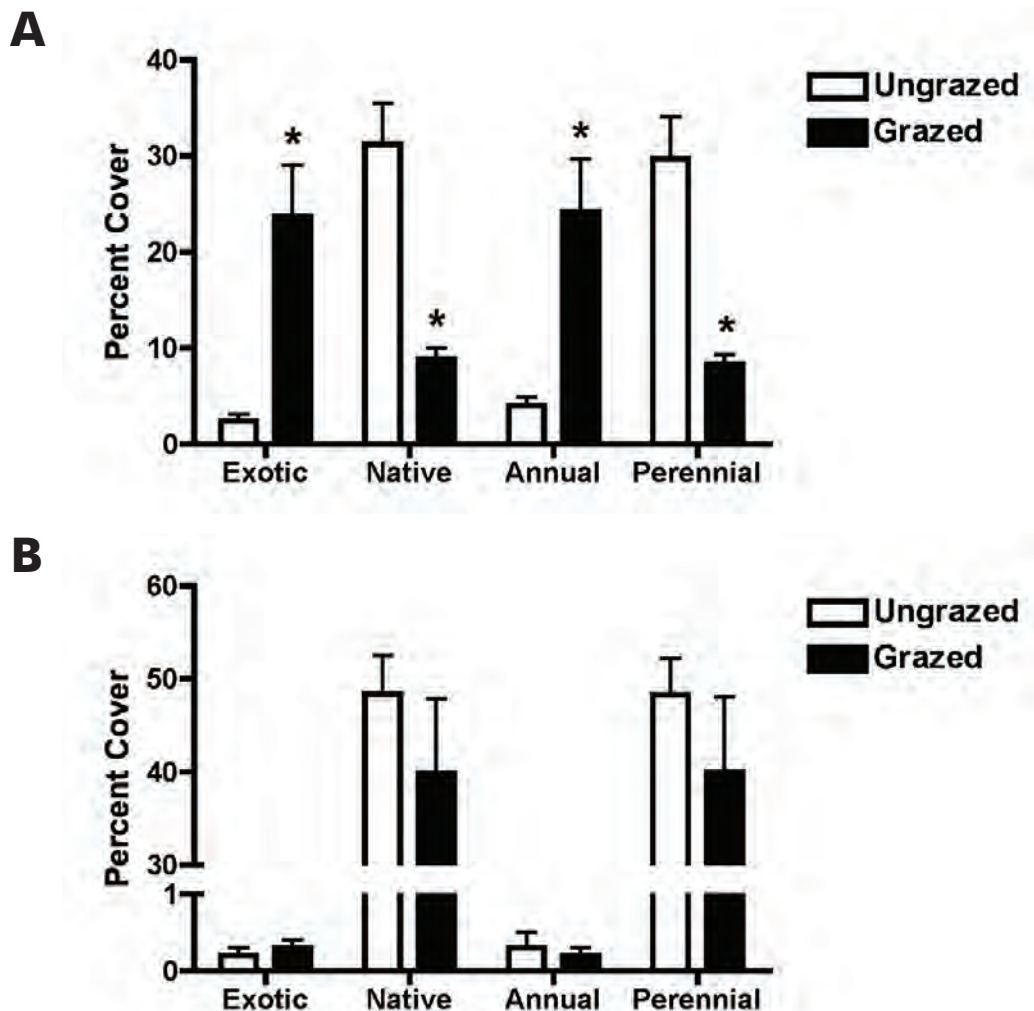 A
40
30
20
10
0
Percent Cover
*
*
*
*
Exotic Native Annual Perennial
Ungrazed
Grazed
B
60
50
40
30
1
0
Percent Cover
Exotic Native Annual Perennial
Ungrazed
Grazed